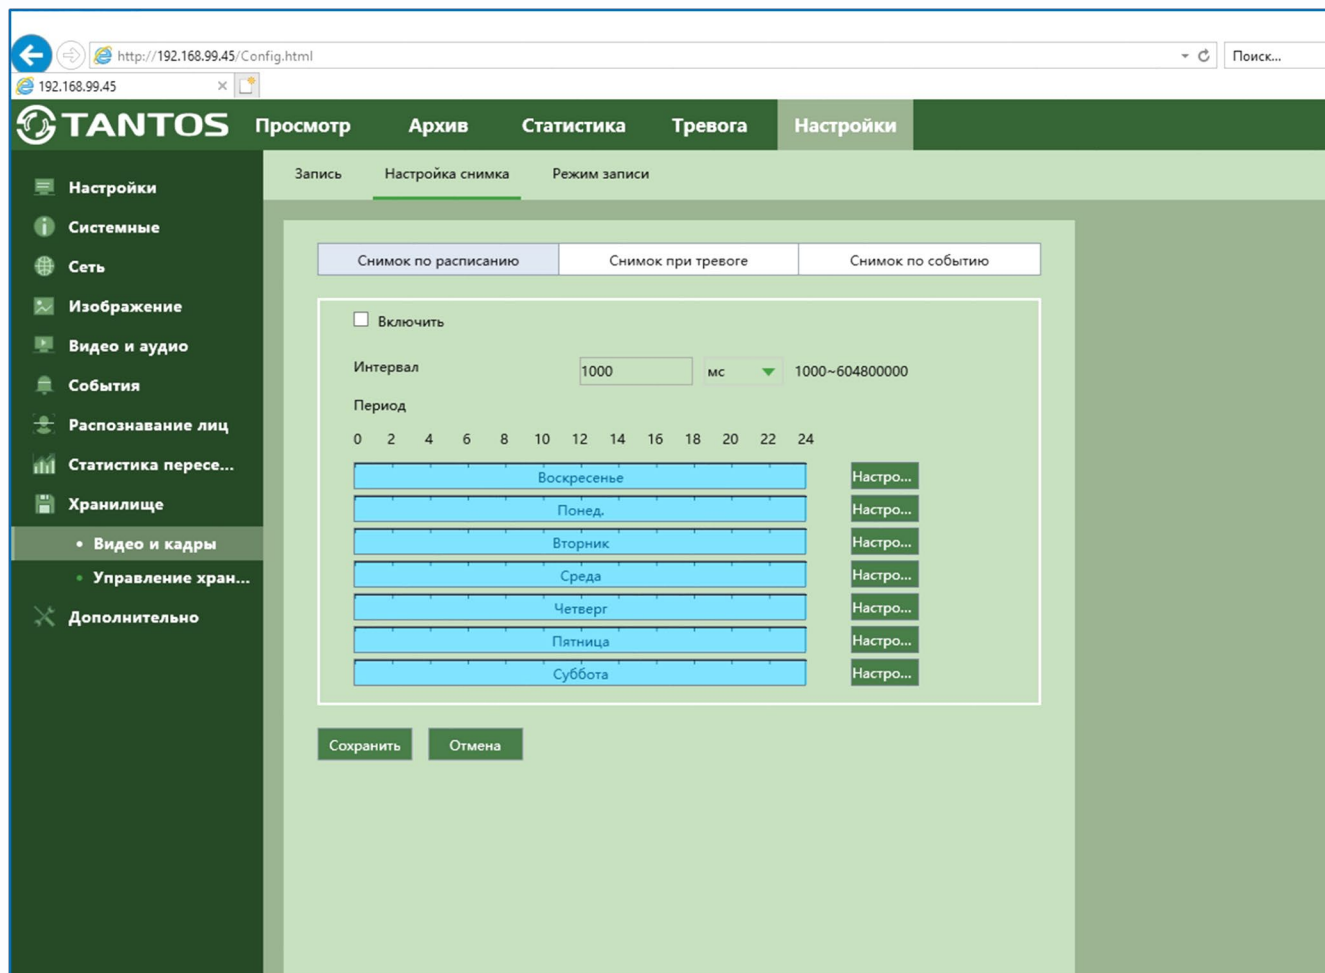 http://192.168.99.45/Config.html Поиск...
192.168.99.45
TANTOS Просмотр Архив Статистика Тревога Настройки
Запись Настройка снимка Режим записи
Настройки
Системные
Сеть
Изображение
Видео и аудио
События
Распознавание лиц
Статистика пересе...
Хранилище
• Видео и кадры
• Управление хран...
Дополнительно
Снимок по расписанию Снимок при тревоге Снимок по событию
Включить
Интервал 1000 мс 1000~604800000
Период
0 2 4 6 8 10 12 14 16 18 20 22 24
Воскресенье Настро...
Понед. Настро...
Вторник Настро...
Среда Настро...
Четверг Настро...
Пятница Настро...
Суббота Настро...
Сохранить Отмена